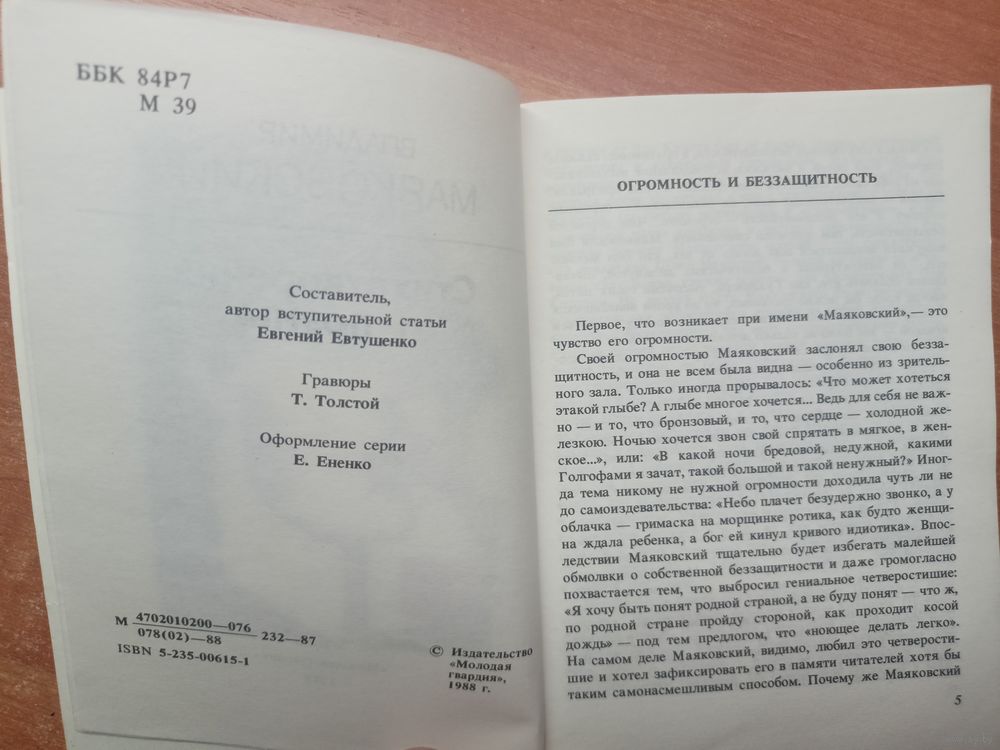 ББК 84Р7
М 39
Составитель,
автор вступительной статьи
Евгений Евтушенко
Гравюры
Т. Толстой
Оформление серии
Е. Ененко
М 4702010200—076
078(02)—88
232—87
ISBN 5-235-00615-1
© Издательство
«Молодая
гвардия»,
1988 г.
ОГРОМНОСТЬ И БЕЗЗАЩИТНОСТЬ
Первое, что возникает при имени «Маяковский»,— это
чувство его огромности.
Своей огромностью Маяковский заслонял свою безза-
щитность, и она не всем была видна — особенно из зритель-
ного зала. Только иногда прорывалось: «Что может хотеться
этакой глыбе? А глыбе многое хочется... Ведь для себя не важ-
но — и то, что бронзовый, и то, что сердце — холодной же-
лезкою. Ночью хочется звон свой спрятать в мягкое, в жен-
ское...», или: «В какой ночи бредовой, недужной, какими
Голгофами я зачат, такой большой и такой ненужный?» Иног-
да тема никому не нужной огромности доходила чуть ли не
до самоиздевательства: «Небо плачет безудержно звонко, а у
облачка — гримаска на морщинке ротика, как будто женщи-
на ждала ребенка, а бог ей кинул кривого идиотика». Впос-
ледствии Маяковский тщательно будет избегать малейшей
обмолвки о собственной беззащитности и даже громогласно
похвастается тем, что выбросил гениальное четверостишие:
«Я хочу быть понят родной страной, а не буду понят — что ж,
по родной стране пройду стороной, как проходит косой
дождь» — под тем предлогом, что «ноющее делать легко».
На самом деле Маяковский, видимо, любил это четверости-
шие и хотел зафиксировать его в памяти читателей хотя бы
таким самонасмешливым способом. Почему же Маяковский
5